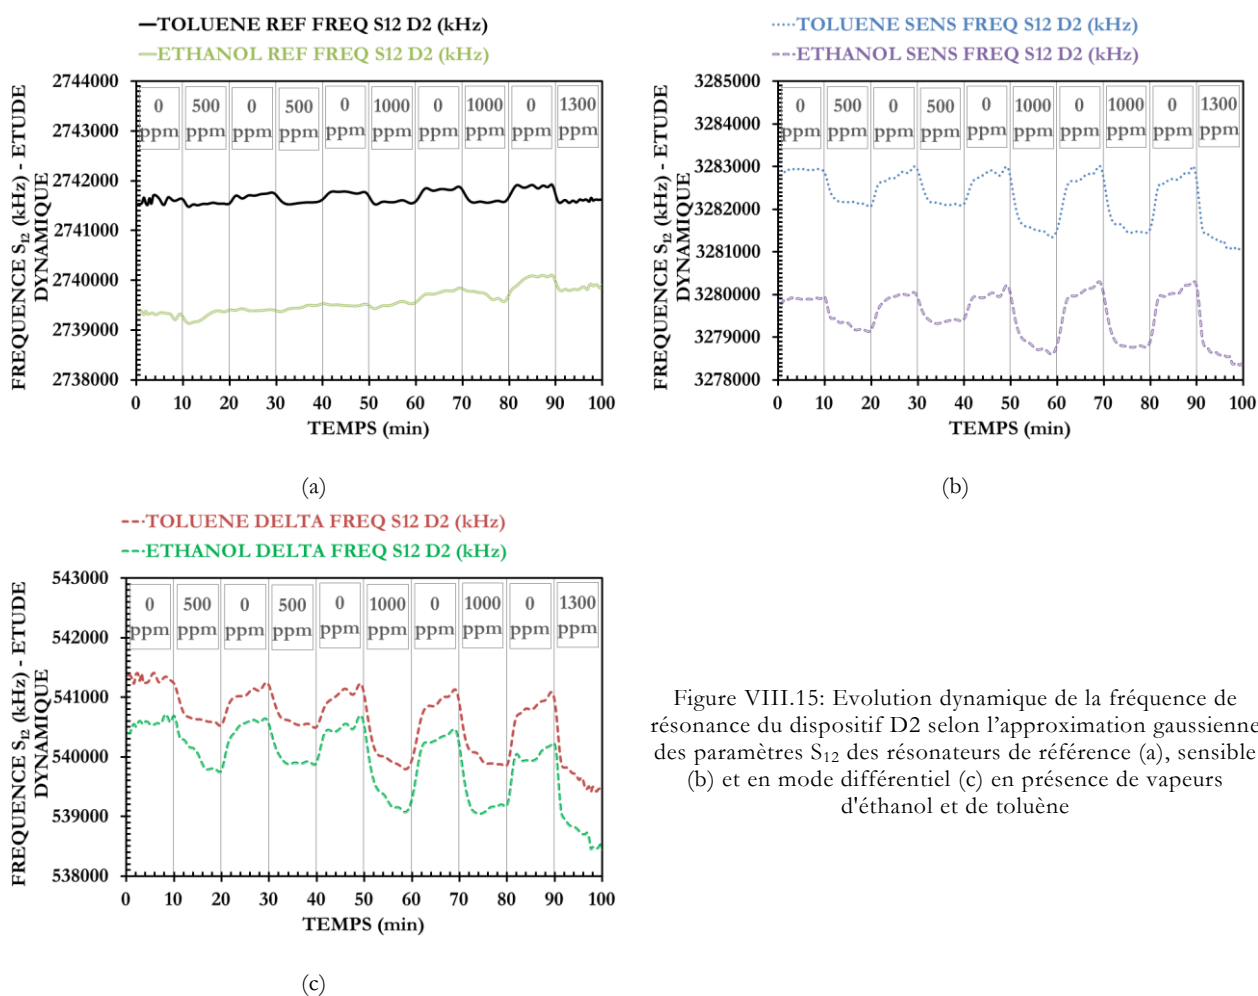 TOLUENE REF FREQ S12 D2 (kHz)
ETHANOL REF FREQ S12 D2 (kHz)
FREQUENCE S12 (kHz) - ETUDE
DYNAMIQUE
2744000
2743000
2742000
2741000
2740000
2739000
2738000
0 ppm
500 ppm
0 ppm
500 ppm
0 ppm
1000 ppm
0 ppm
1000 ppm
0 ppm
1300 ppm
0 10 20 30 40 50 60 70 80 90 100
TEMPS (min)
(a)
TOLUENE SENS FREQ S12 D2 (kHz)
ETHANOL SENS FREQ S12 D2 (kHz)
FREQUENCE S12 (kHz) - ETUDE
DYNAMIQUE
3285000
3284000
3283000
3282000
3281000
3280000
3279000
3278000
0 ppm
500 ppm
0 ppm
500 ppm
0 ppm
1000 ppm
0 ppm
1000 ppm
0 ppm
1300 ppm
0 10 20 30 40 50 60 70 80 90 100
TEMPS (min)
(b)
TOLUENE DELTA FREQ S12 D2 (kHz)
ETHANOL DELTA FREQ S12 D2 (kHz)
FREQUENCE S12 (kHz) - ETUDE
DYNAMIQUE
543000
542000
541000
540000
539000
538000
0 ppm
500 ppm
0 ppm
500 ppm
0 ppm
1000 ppm
0 ppm
1000 ppm
0 ppm
1300 ppm
0 10 20 30 40 50 60 70 80 90 100
TEMPS (min)
(c)
Figure VIII.15: Evolution dynamique de la fréquence de
résonance du dispositif D2 selon l'approximation gaussienne
des paramètres S12 des résonateurs de référence (a), sensible
(b) et en mode différentiel (c) en présence de vapeurs
d'éthanol et de toluène